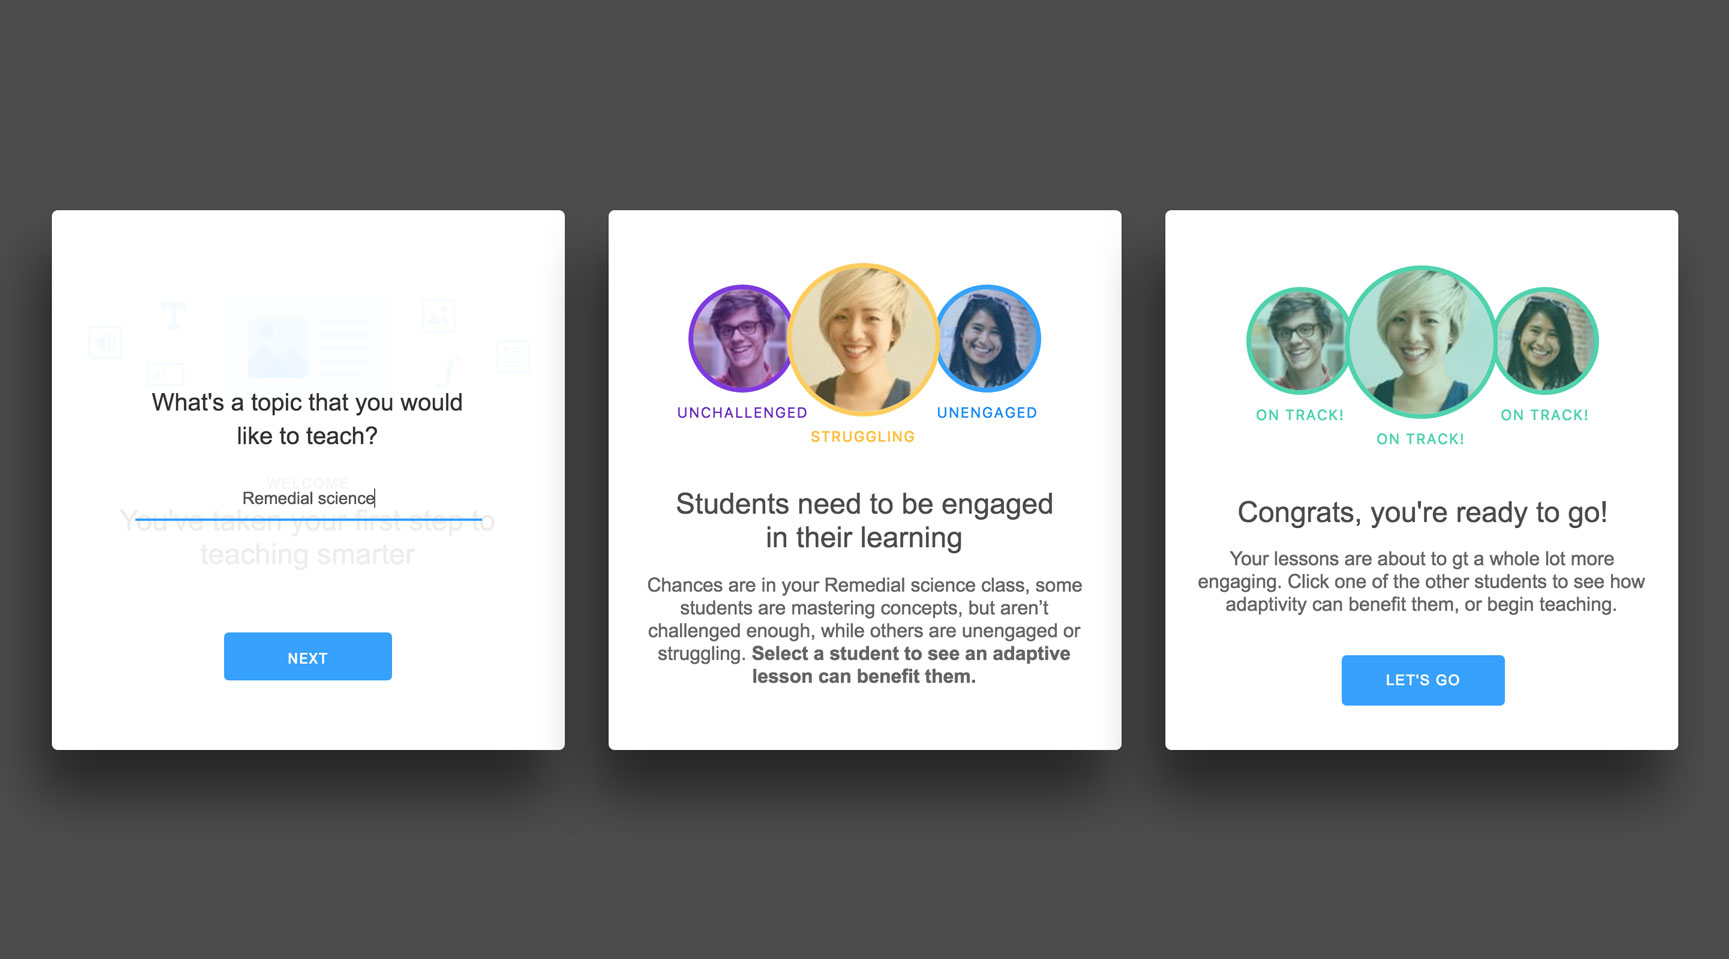 T
A
f
What's a topic that you would
like to teach?
WELCOME
Remedial science
You've taken your first step to
teaching smarter
NEXT
UNCHALLENGED
UNENGAGED
STRUGGLING
Students need to be engaged
in their learning
Chances are in your Remedial science class, some
students are mastering concepts, but aren’t
challenged enough, while others are unengaged or
struggling. Select a student to see an adaptive
lesson can benefit them.
ON TRACK!
ON TRACK!
ON TRACK!
Congrats, you're ready to go!
Your lessons are about to gt a whole lot more
engaging. Click one of the other students to see how
adaptivity can benefit them, or begin teaching.
LET'S GO